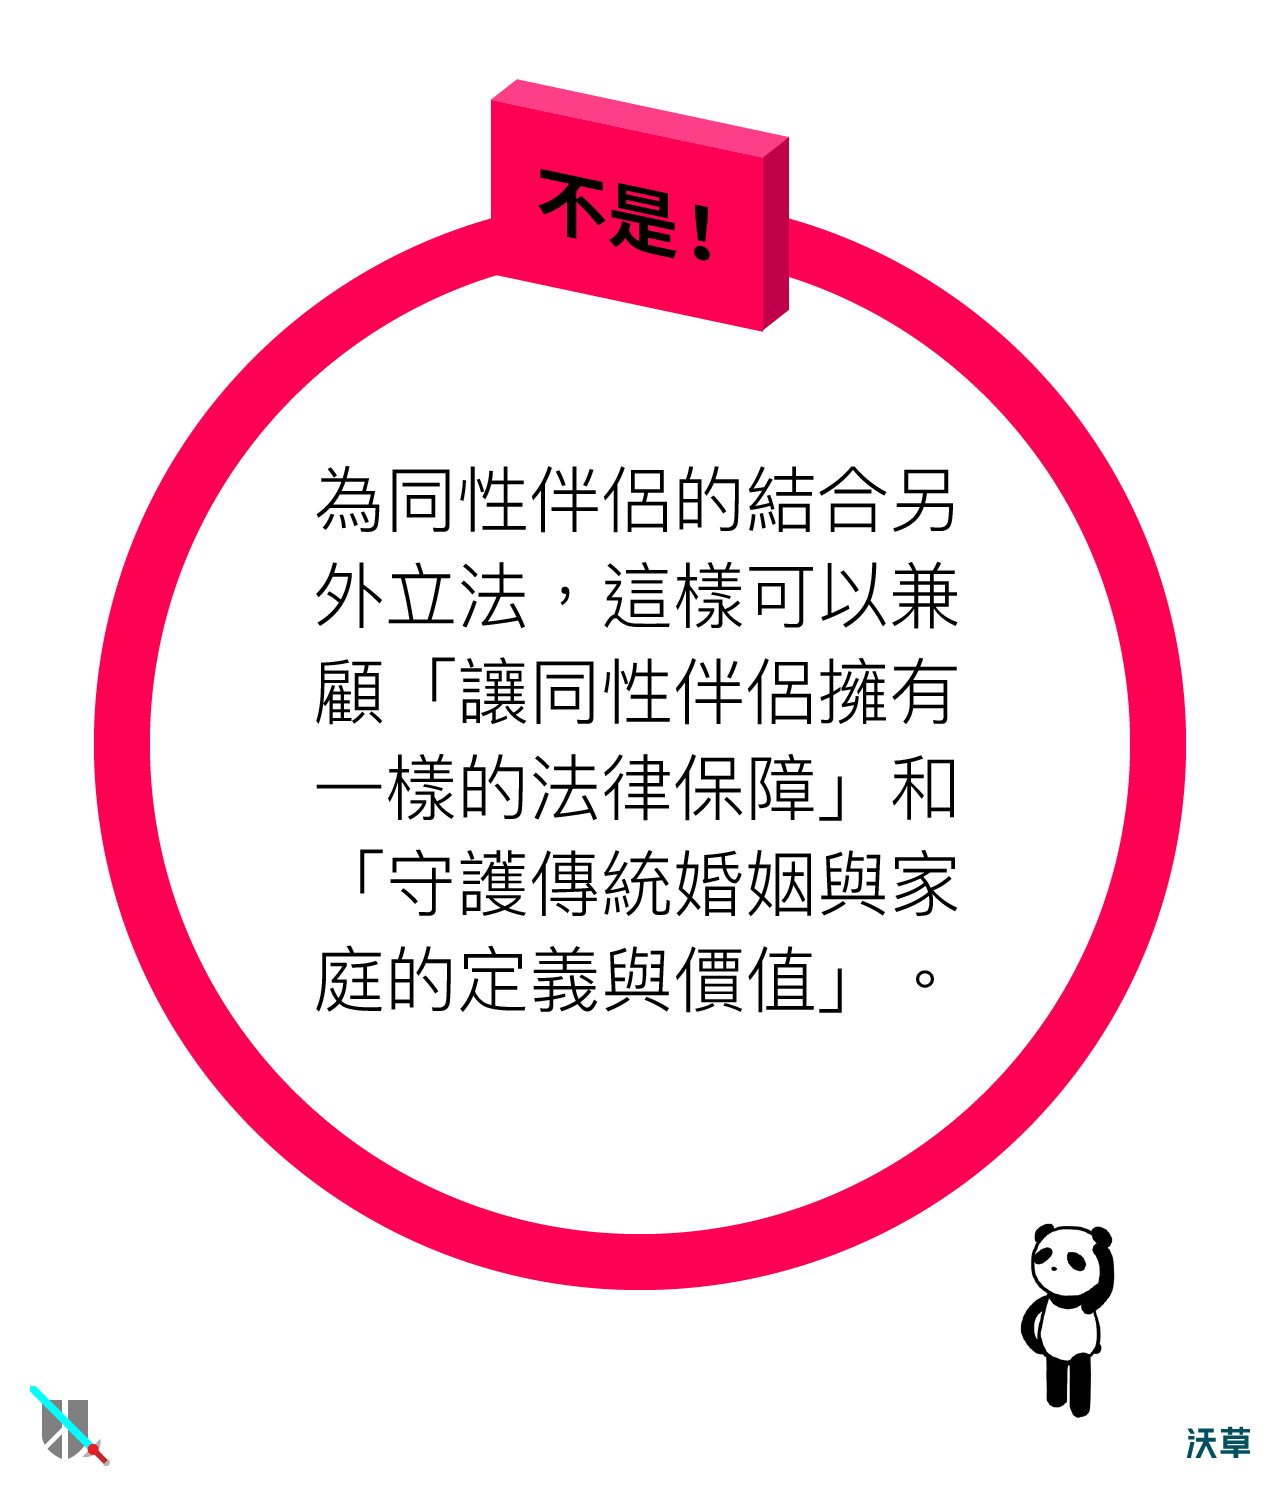 不是！
為同性伴侶的結合另
外立法，這樣可以兼
顧「讓同性伴侶擁有
一樣的法律保障」和
「守護傳統婚姻與家
庭的定義與價值」。
沃草